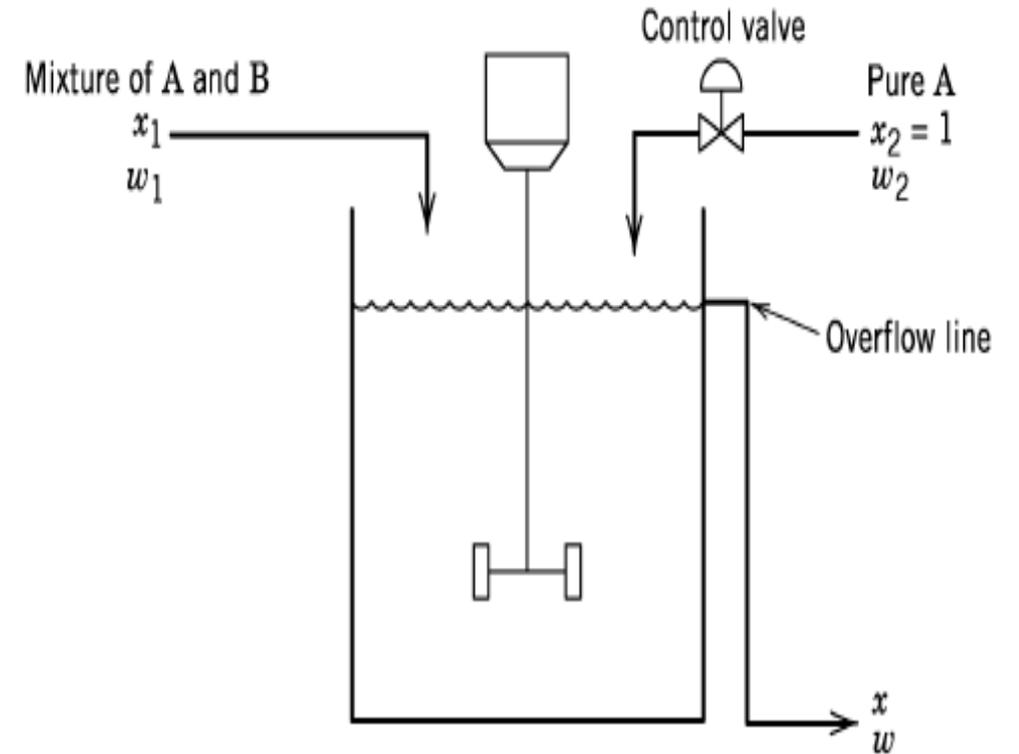 Control valve
Mixture of A and B
x1
w1
Pure A
x2 = 1
w2
Overflow line
x
w